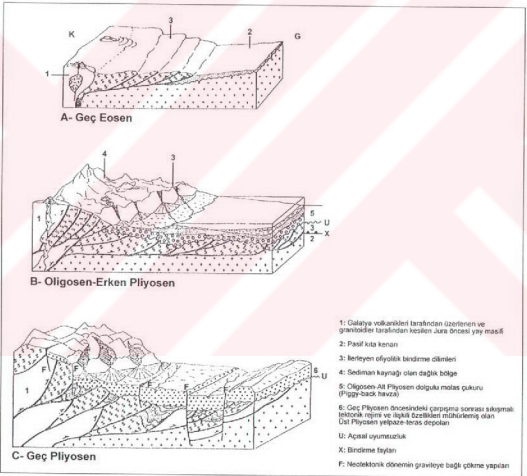 K
3
2
G
1
A- Geç Eosen
4
3
1
5
U
3
X
2
B- Oligosen-Erken Pliyosen
F
F
F
F
F
1
6
U
C- Geç Pliyosen
1: Galatya volkanikleri tarafından üzerlenen ve
granitoidler tarafından kesilen Jura öncesi yay masifi
2: Pasif kıta kenarı
3: İlerleyen ofiyolitik bindirme dilimleri
4: Sediman kaynağı olan dağlık bölge
5: Oligosen-Alt Pliyosen dolgulu molas çukuru
(Piggy-back havza)
6: Geç Pliyosen öncesindeki çarpışma sonrası sıkışmalı
tektonik rejimi ve ilişkili özellikleri mühürlemiş olan
Üst Pliyosen yelpaze-teras depoları
U: Açısal uyumsuzluk
X: Bindirme fayları
F: Neotektonik dönemin graviteye bağlı çökme yapıları